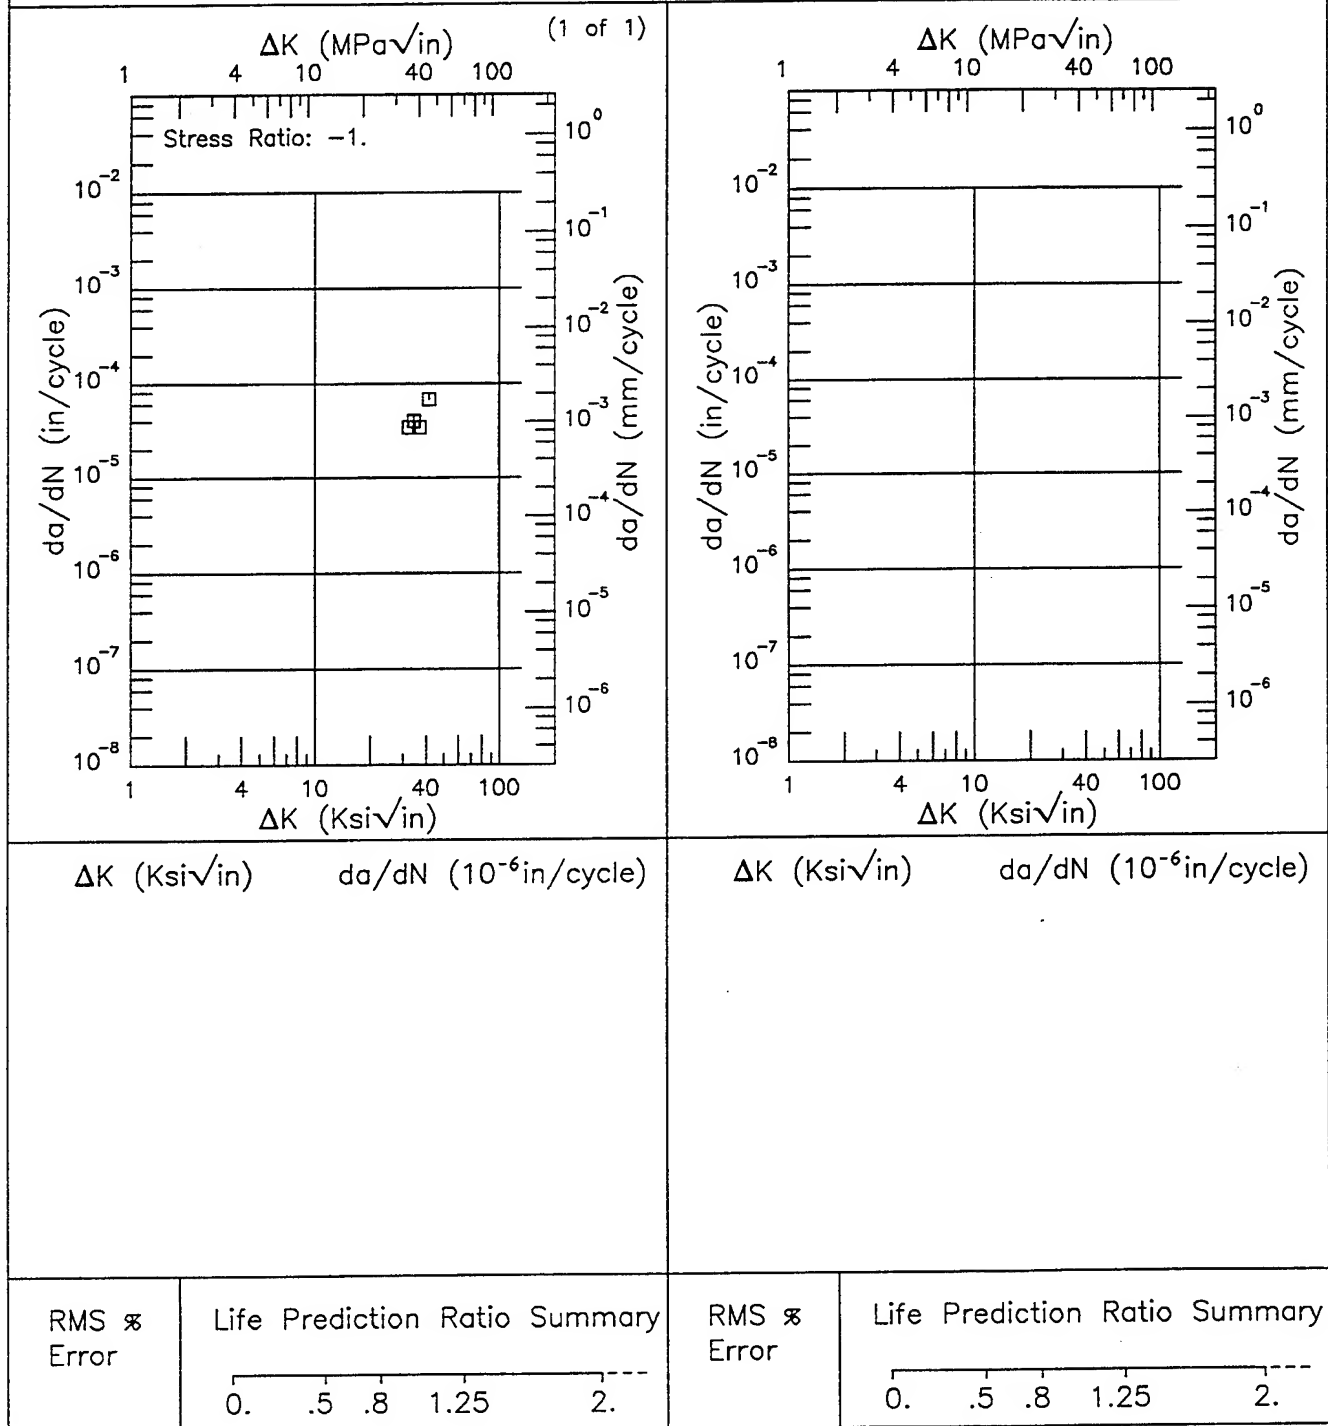 (1 of 1)
ΔK (MPa√in)
1 4 10 40 100
Stress Ratio: -1.
10⁻²
10⁻³
10⁻⁴
10⁻⁵
10⁻⁶
10⁻⁷
10⁻⁸
da/dN (in/cycle)
10⁰
10⁻¹
10⁻²
10⁻³
10⁻⁴
10⁻⁵
10⁻⁶
da/dN (mm/cycle)
1 4 10 40 100
ΔK (Ksi√in)
ΔK (MPa√in)
1 4 10 40 100
10⁻²
10⁻³
10⁻⁴
10⁻⁵
10⁻⁶
10⁻⁷
10⁻⁸
da/dN (in/cycle)
10⁰
10⁻¹
10⁻²
10⁻³
10⁻⁴
10⁻⁵
10⁻⁶
da/dN (mm/cycle)
1 4 10 40 100
ΔK (Ksi√in)
ΔK (Ksi√in) da/dN (10⁻⁶in/cycle)
ΔK (Ksi√in) da/dN (10⁻⁶in/cycle)
RMS %
Error
Life Prediction Ratio Summary
0. .5 .8 1.25 2.
RMS %
Error
Life Prediction Ratio Summary
0. .5 .8 1.25 2.